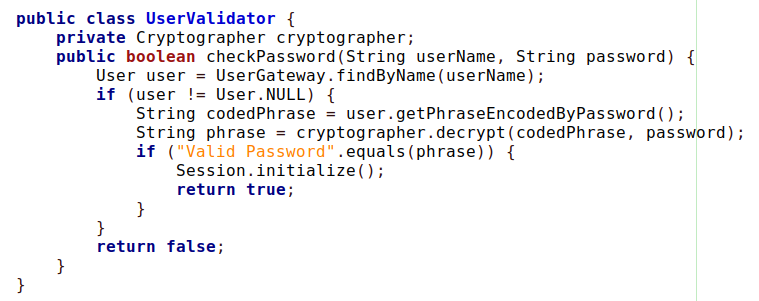 public class UserValidator {
    private Cryptographer cryptographer;
    public boolean checkPassword(String userName, String password) {
        User user = UserGateway.findByName(userName);
        if (user != User.NULL) {
            String codedPhrase = user.getPhraseEncodedByPassword();
            String phrase = cryptographer.decrypt(codedPhrase, password);
            if ("Valid Password".equals(phrase)) {
                Session.initialize();
                return true;
            }
        }
        return false;
    }
}